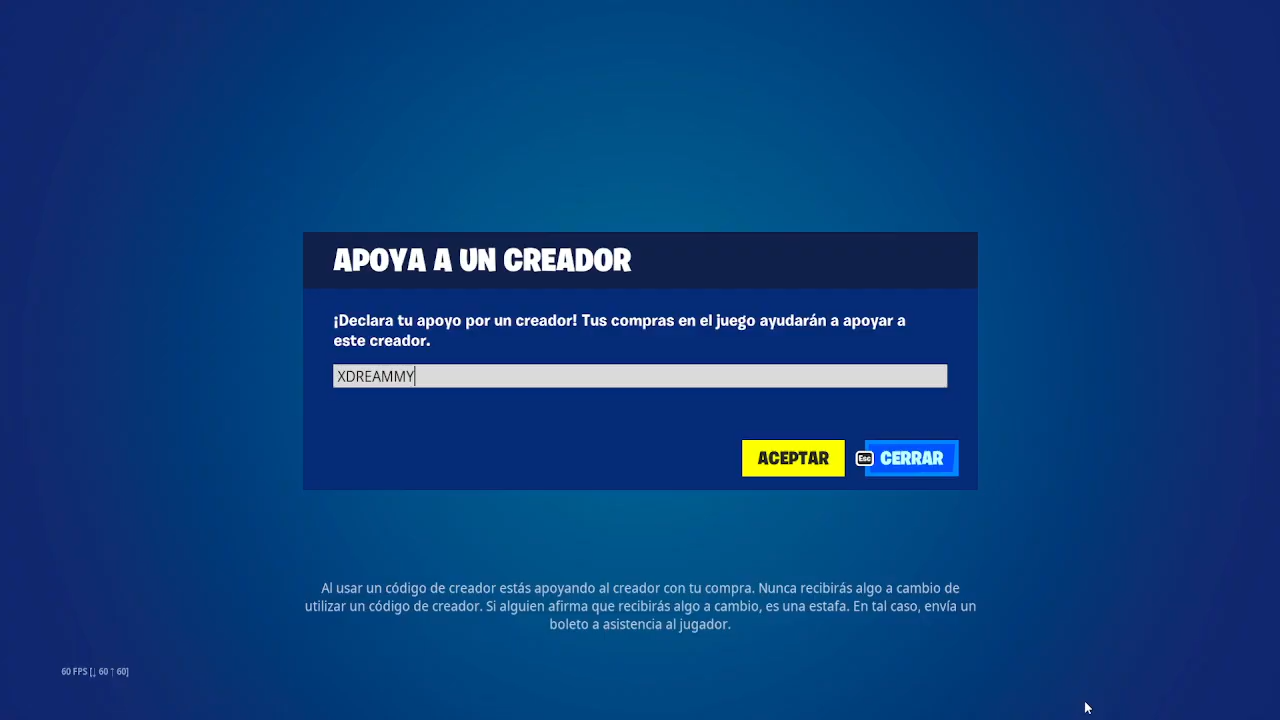 APOYA A UN CREADOR
¡Declara tu apoyo por un creador! Tus compras en el juego ayudarán a apoyar a
este creador.
XDREAMMY
ACEPTAR
Esc CERRAR
Al usar un código de creador estás apoyando al creador con tu compra. Nunca recibirás algo a cambio de
utilizar un código de creador. Si alguien afirma que recibirás algo a cambio, es una estafa. En tal caso, envía un
boleto a asistencia al jugador.
60 FPS [↓ 60 ↑ 60]